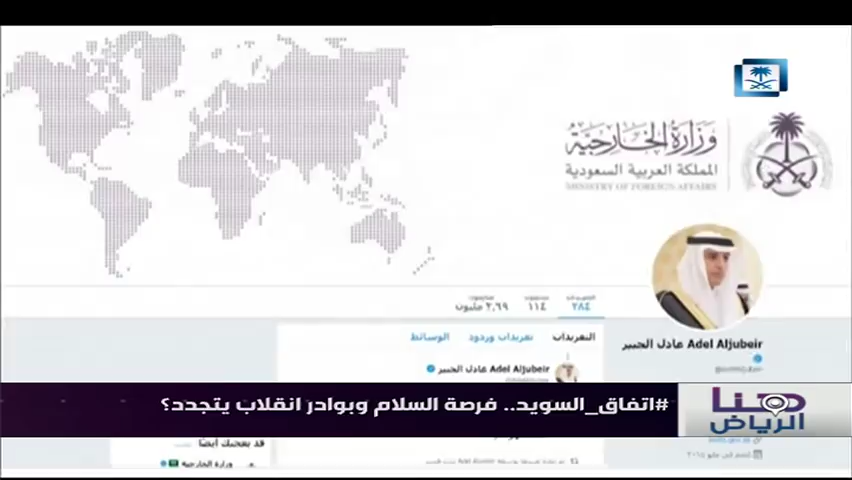 وزارة الخارجية
المملكة العربية السعودية
MINISTRY OF FOREIGN AFFAIRS
٢٨٤
١١٤
٢,٦٩ مليون
Adel Aljubeir عادل الجبير
التغريدات
تغريدات وردود
الوسائط
Adel Aljubeir عادل الجبير
#اتفاق_السويد.. فرصة السلام وبوادر انقلاب يتجدد؟
هنا الرياض
قد يعجبك أيضًا
وزارة الخارجية